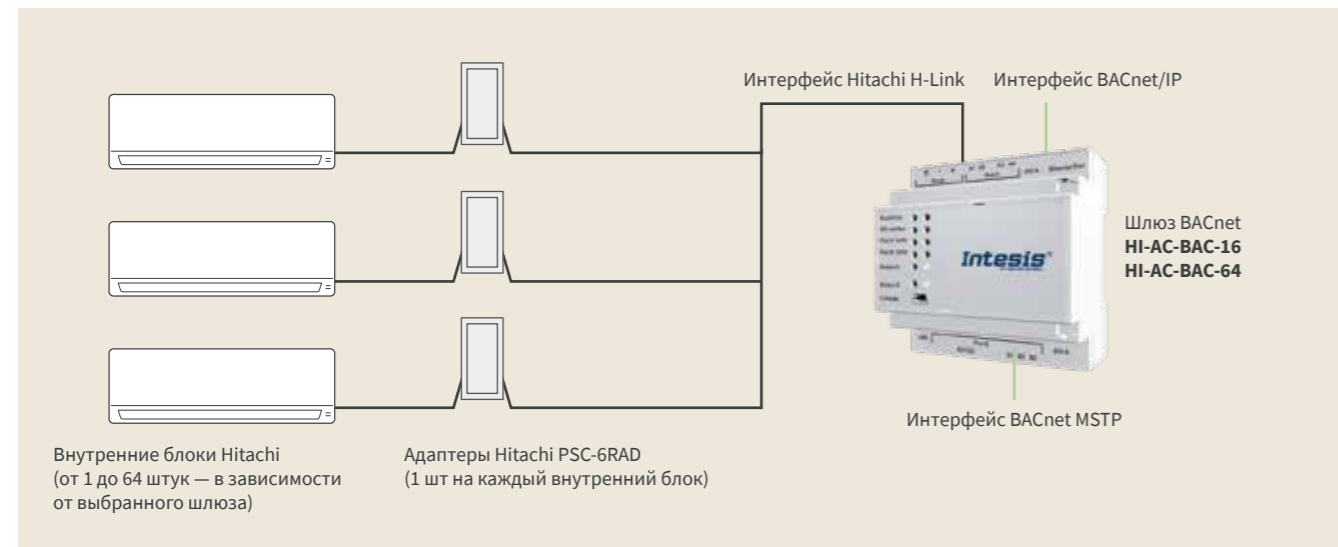 Интерфейс Hitachi H-Link
Интерфейс BACnet/IP
Intesis
Шлюз BACnet
HI-AC-BAC-16
HI-AC-BAC-64
Интерфейс BACnet MSTP
Внутренние блоки Hitachi
(от 1 до 64 штук — в зависимости
от выбранного шлюза)
Адаптеры Hitachi PSC-6RAD
(1 шт на каждый внутренний блок)